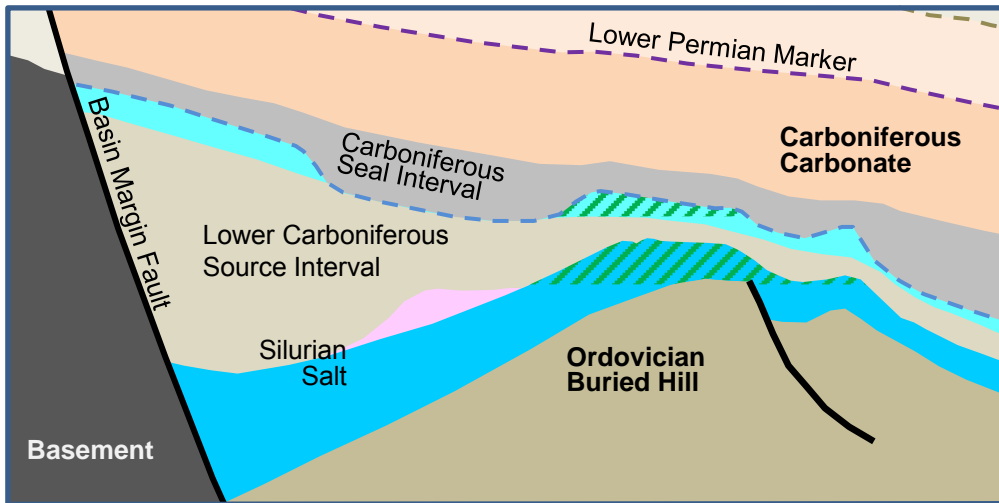 Lower Permian Marker
Carboniferous
Carbonate
Carboniferous
Seal Interval
Basin Margin Fault
Lower Carboniferous
Source Interval
Silurian
Salt
Ordovician
Buried Hill
Basement